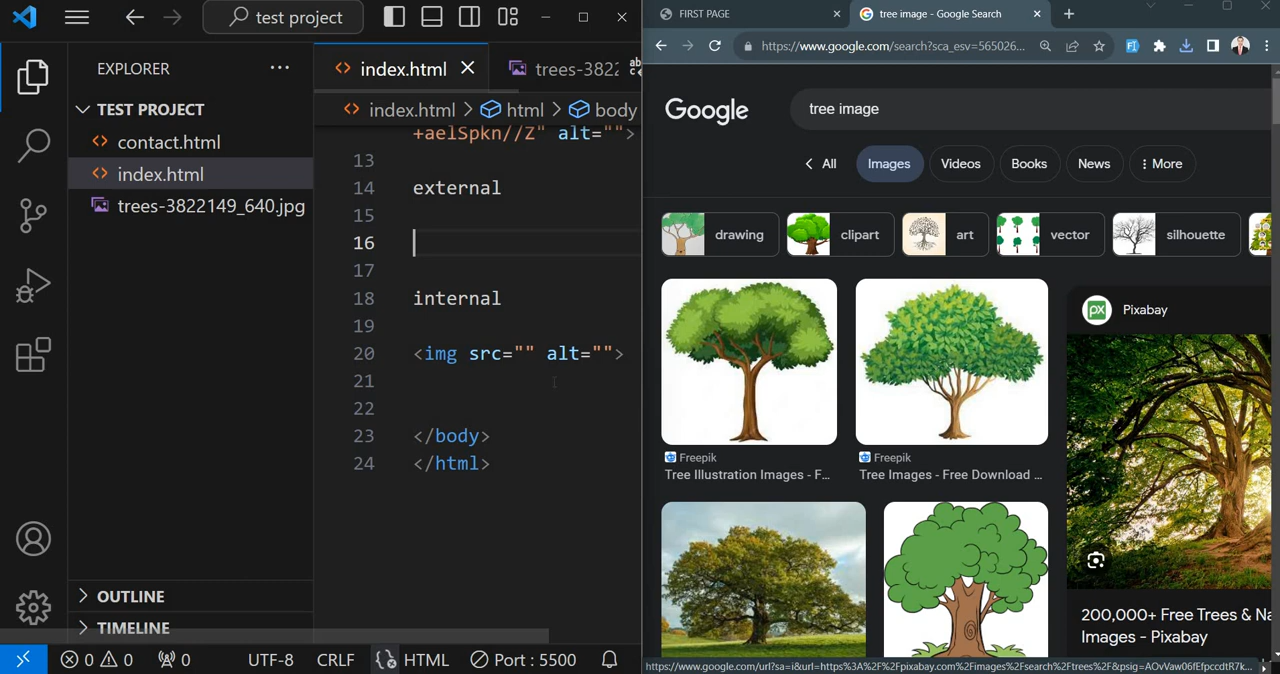 test project
EXPLORER
TEST PROJECT
contact.html
index.html
trees-3822149_640.jpg
OUTLINE
TIMELINE
index.html
trees-3822
index.html > html > body
+aelSpkn//Z" alt="">
13
14 external
15
16
17
18 internal
19
20 <img src="" alt="">
21
22
23 </body>
24 </html>
0 0 0 UTF-8 CRLF HTML Port : 5500
FIRST PAGE
tree image - Google Search
https://www.google.com/search?sca_esv=565026...
Google
tree image
All Images Videos Books News More
drawing clipart art vector silhouette
Freepik
Tree Illustration Images - F...
Freepik
Tree Images - Free Download ...
px Pixabay
200,000+ Free Trees & Na
Images - Pixabay
https://www.google.com/url?sa=i&url=https%3A%2F%2Fpixabay.com%2Fimages%2Fsearch%2Ftrees%2F&psig=AOvVaw06fEfpccdtR7k...